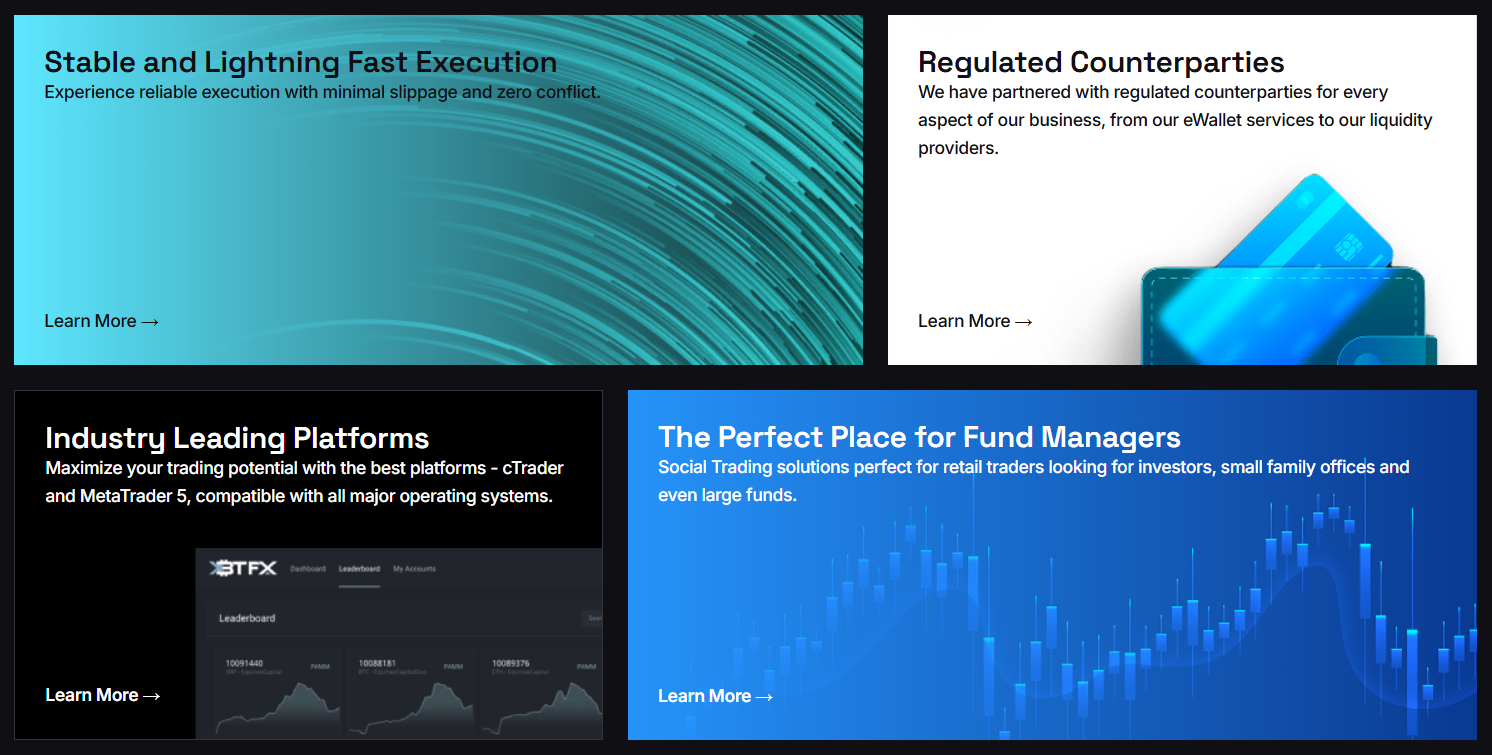 Stable and Lightning Fast Execution
Experience reliable execution with minimal slippage and zero conflict.
Learn More →
Regulated Counterparties
We have partnered with regulated counterparties for every
aspect of our business, from our eWallet services to our liquidity
providers.
Learn More →
Industry Leading Platforms
Maximize your trading potential with the best platforms - cTrader
and MetaTrader 5, compatible with all major operating systems.
XBTFX Dashboard Leaderboard My Accounts
Leaderboard
10091440 PAMM 10088181 PAMM 10089376 PAMM
Learn More →
The Perfect Place for Fund Managers
Social Trading solutions perfect for retail traders looking for investors, small family offices and
even large funds.
Learn More →